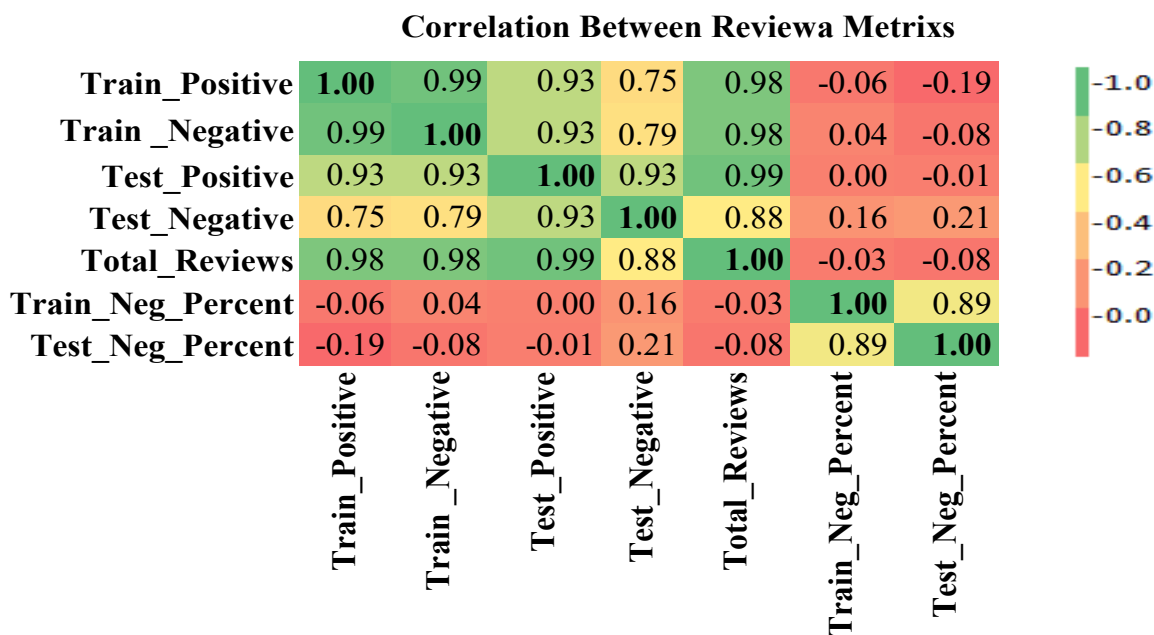 Correlation Between Reviewa Metrixs
Train_Positive 1.00 0.99 0.93 0.75 0.98 -0.06 -0.19
Train _Negative 0.99 1.00 0.93 0.79 0.98 0.04 -0.08
Test_Positive 0.93 0.93 1.00 0.93 0.99 0.00 -0.01
Test_Negative 0.75 0.79 0.93 1.00 0.88 0.16 0.21
Total_Reviews 0.98 0.98 0.99 0.88 1.00 -0.03 -0.08
Train_Neg_Percent -0.06 0.04 0.00 0.16 -0.03 1.00 0.89
Test_Neg_Percent -0.19 -0.08 -0.01 0.21 -0.08 0.89 1.00
Train_Positive
Train _Negative
Test_Positive
Test_Negative
Total_Reviews
Train_Neg_Percent
Test_Neg_Percent
-1.0
-0.8
-0.6
-0.4
-0.2
-0.0